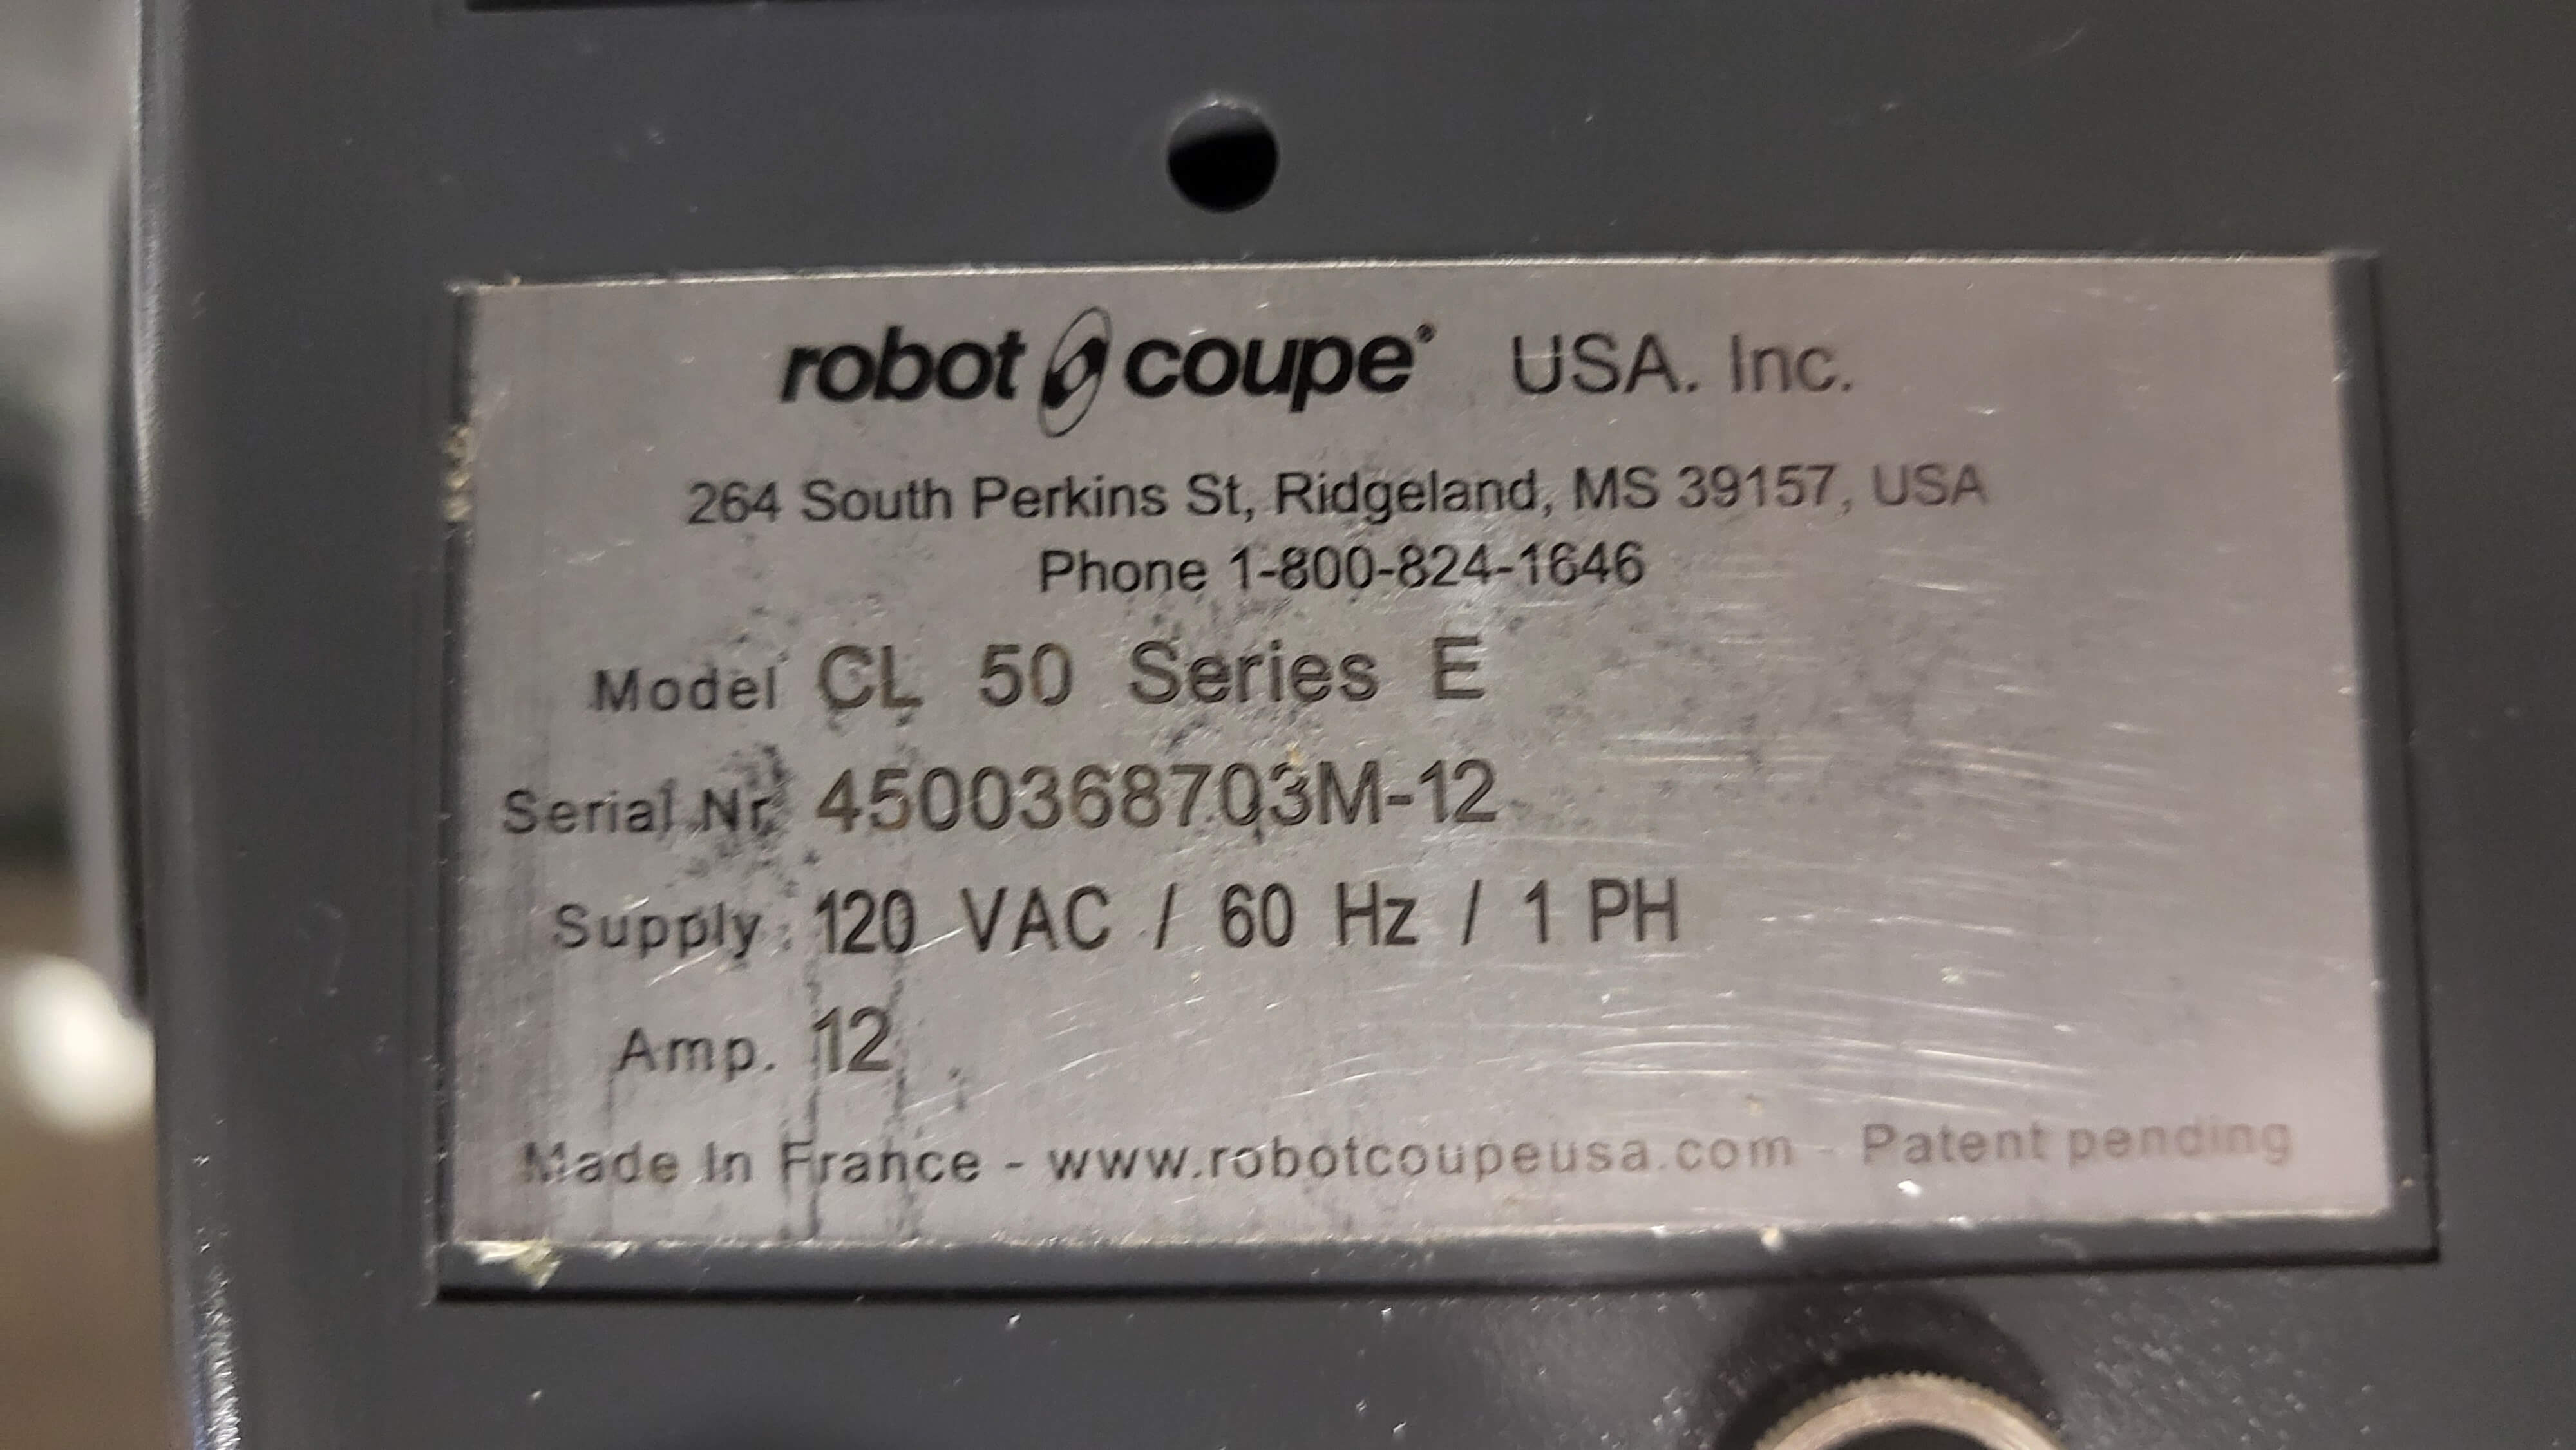 robot coupe® USA. Inc.
264 South Perkins St, Ridgeland, MS 39157, USA
Phone 1-800-824-1646
Model CL 50 Series E
Serial Nr. 4500368703M-12
Supply : 120 VAC / 60 Hz / 1 PH
Amp. 12
Made In France - www.robotcoupeusa.com - Patent pending